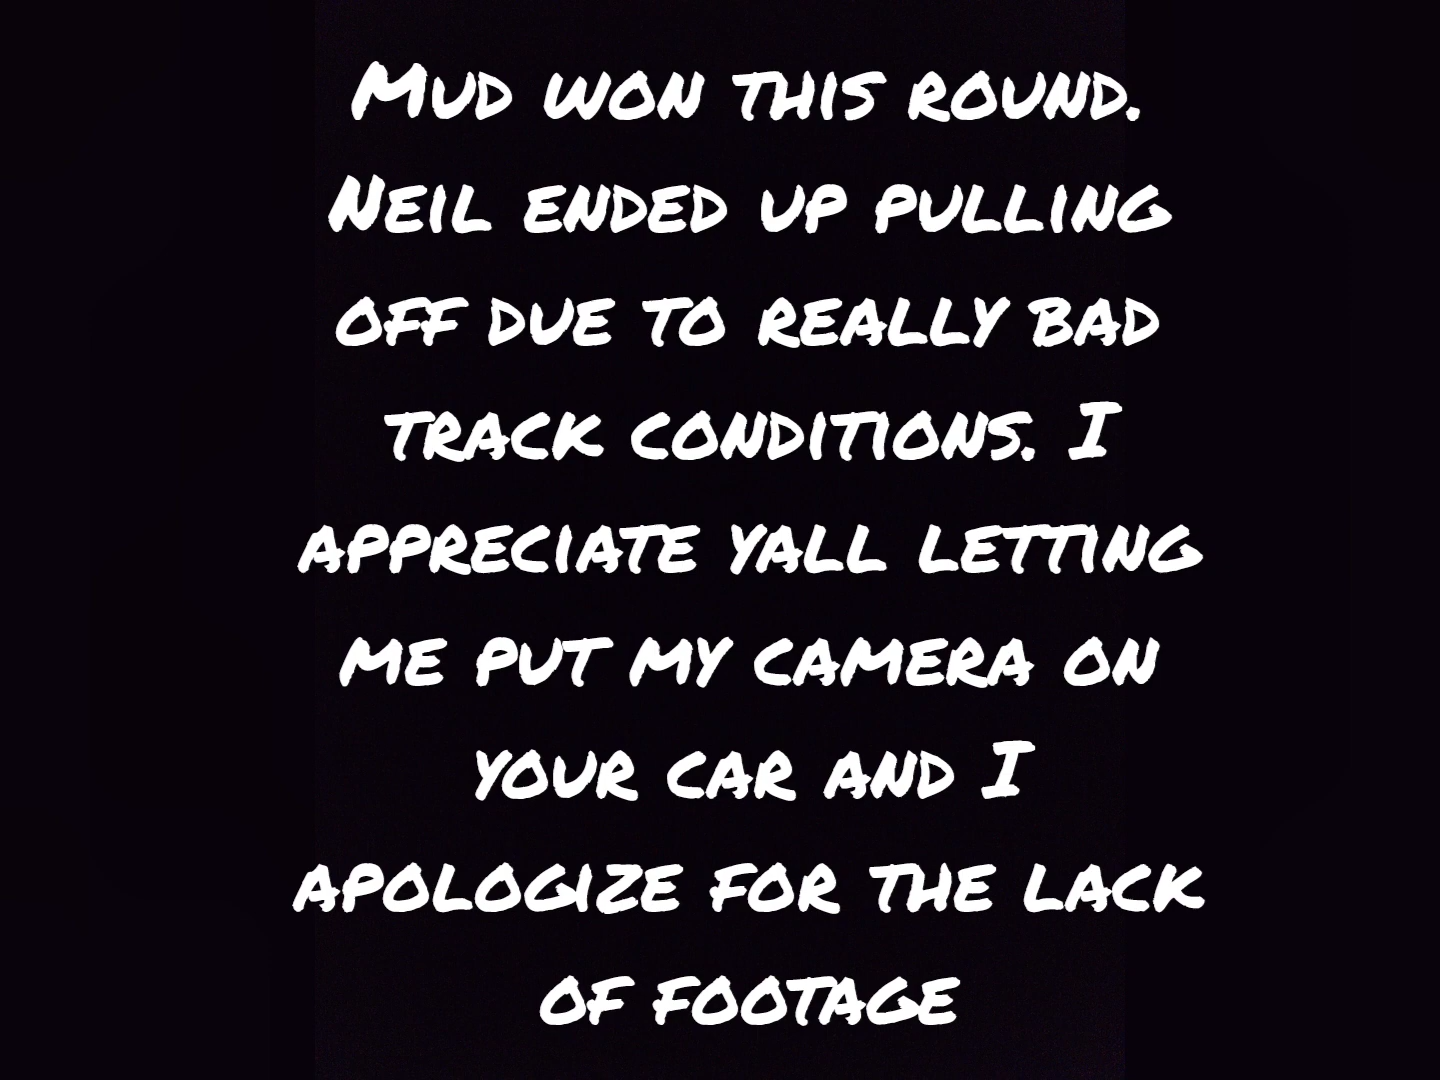 Mud won this round.
Neil ended up pulling
off due to really bad
track conditions. I
appreciate yall letting
me put my camera on
your car and I
apologize for the lack
of footage